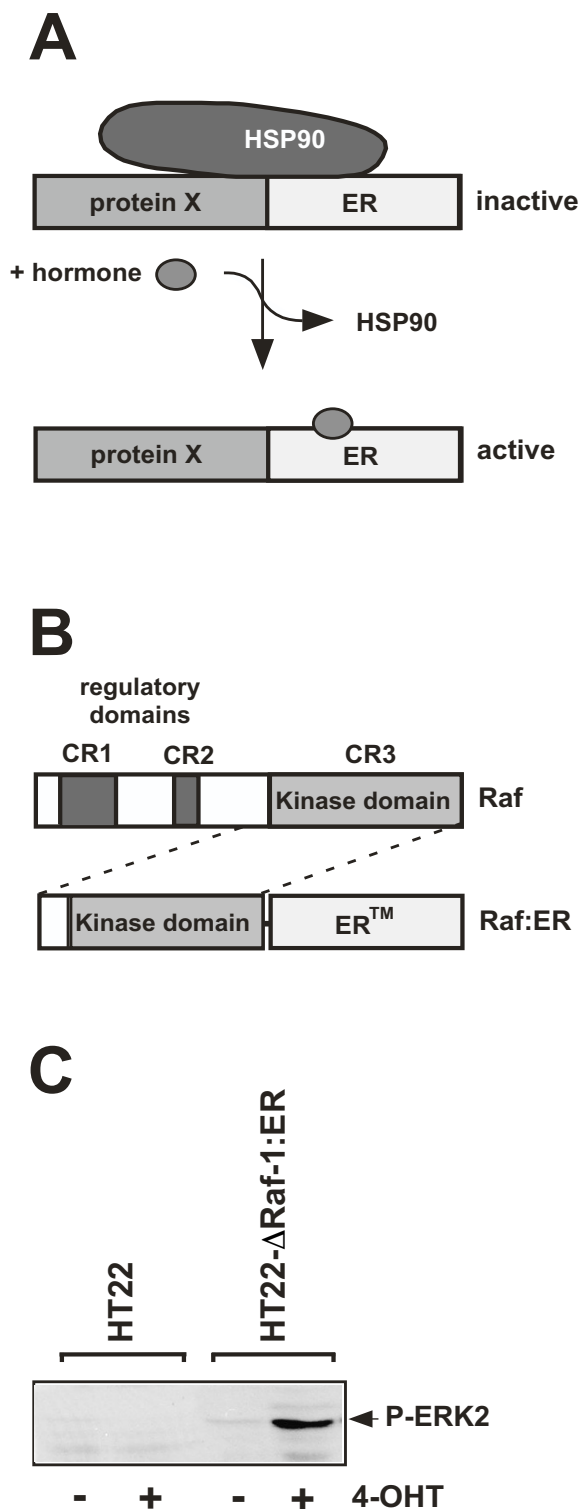 A
HSP90
protein X
ER
inactive
+ hormone
HSP90
protein X
ER
active
B
regulatory
domains
CR1
CR2
CR3
Kinase domain
Raf
Kinase domain
ER™
Raf:ER
C
HT22
HT22-ΔRaf-1:ER
P-ERK2
- + - + 4-OHT